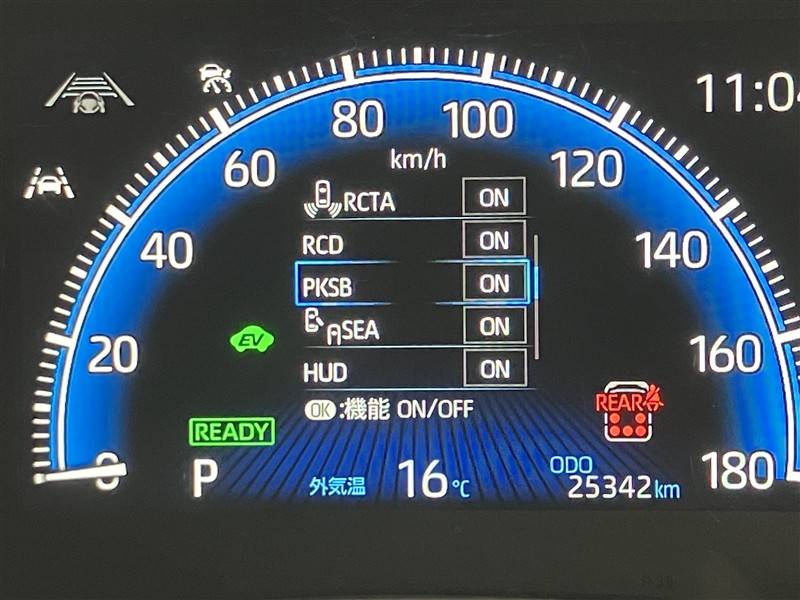 11:04
80 100
km/h
60 120
RCTA ON
RCD ON
40 140
PKSB ON
SEA ON
EV
20 160
HUD ON
REAR
OK:機能 ON/OFF
READY
P
外気温 16℃
ODO
25342km
0 180